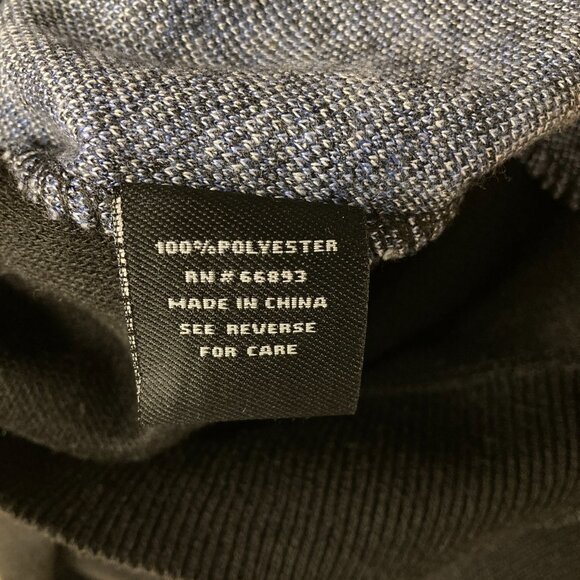 100%POLYESTER
RN#66893
MADE IN CHINA
SEE REVERSE
FOR CARE